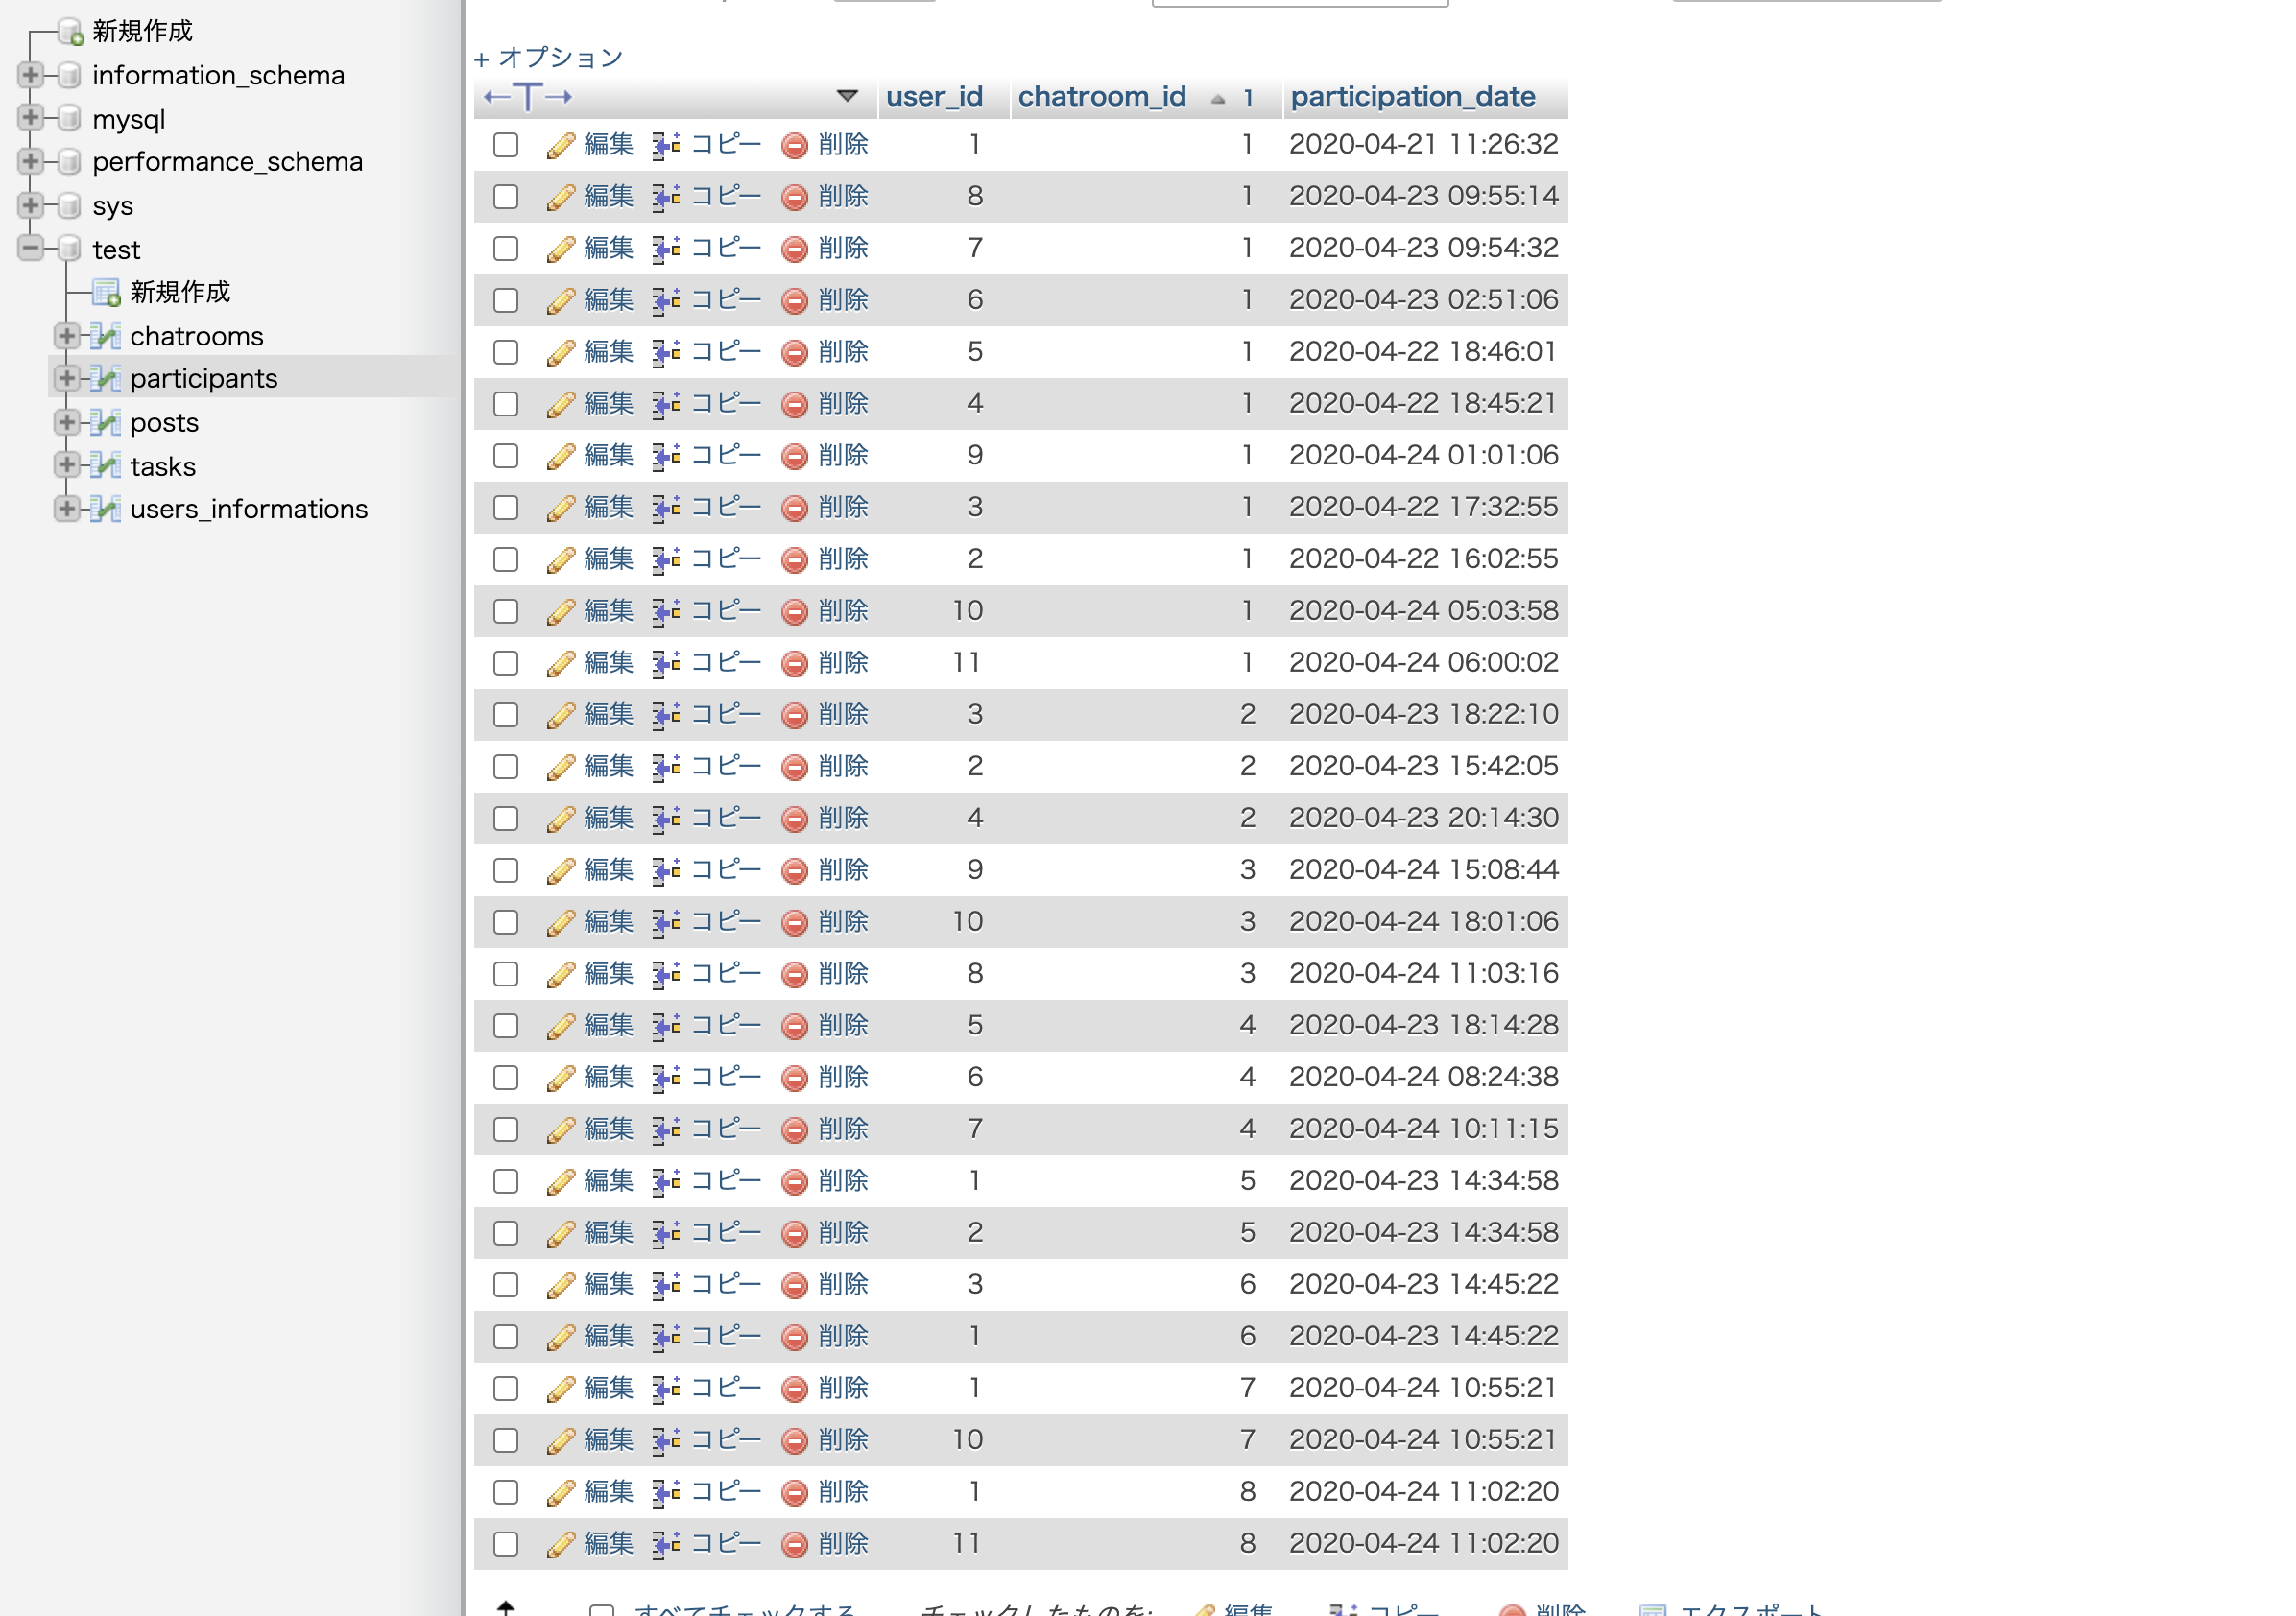 新規作成
information_schema
mysql
performance_schema
sys
test
新規作成
chatrooms
participants
posts
tasks
users_informations
+ オプション
←T→ user_id chatroom_id 1 participation_date
編集 コピー 削除 1 1 2020-04-21 11:26:32
編集 コピー 削除 8 1 2020-04-23 09:55:14
編集 コピー 削除 7 1 2020-04-23 09:54:32
編集 コピー 削除 6 1 2020-04-23 02:51:06
編集 コピー 削除 5 1 2020-04-22 18:46:01
編集 コピー 削除 4 1 2020-04-22 18:45:21
編集 コピー 削除 9 1 2020-04-24 01:01:06
編集 コピー 削除 3 1 2020-04-22 17:32:55
編集 コピー 削除 2 1 2020-04-22 16:02:55
編集 コピー 削除 10 1 2020-04-24 05:03:58
編集 コピー 削除 11 1 2020-04-24 06:00:02
編集 コピー 削除 3 2 2020-04-23 18:22:10
編集 コピー 削除 2 2 2020-04-23 15:42:05
編集 コピー 削除 4 2 2020-04-23 20:14:30
編集 コピー 削除 9 3 2020-04-24 15:08:44
編集 コピー 削除 10 3 2020-04-24 18:01:06
編集 コピー 削除 8 3 2020-04-24 11:03:16
編集 コピー 削除 5 4 2020-04-23 18:14:28
編集 コピー 削除 6 4 2020-04-24 08:24:38
編集 コピー 削除 7 4 2020-04-24 10:11:15
編集 コピー 削除 1 5 2020-04-23 14:34:58
編集 コピー 削除 2 5 2020-04-23 14:34:58
編集 コピー 削除 3 6 2020-04-23 14:45:22
編集 コピー 削除 1 6 2020-04-23 14:45:22
編集 コピー 削除 1 7 2020-04-24 10:55:21
編集 コピー 削除 10 7 2020-04-24 10:55:21
編集 コピー 削除 1 8 2020-04-24 11:02:20
編集 コピー 削除 11 8 2020-04-24 11:02:20
すべてチェックする チェックしたものを: 編集 コピー 削除 エクスポート